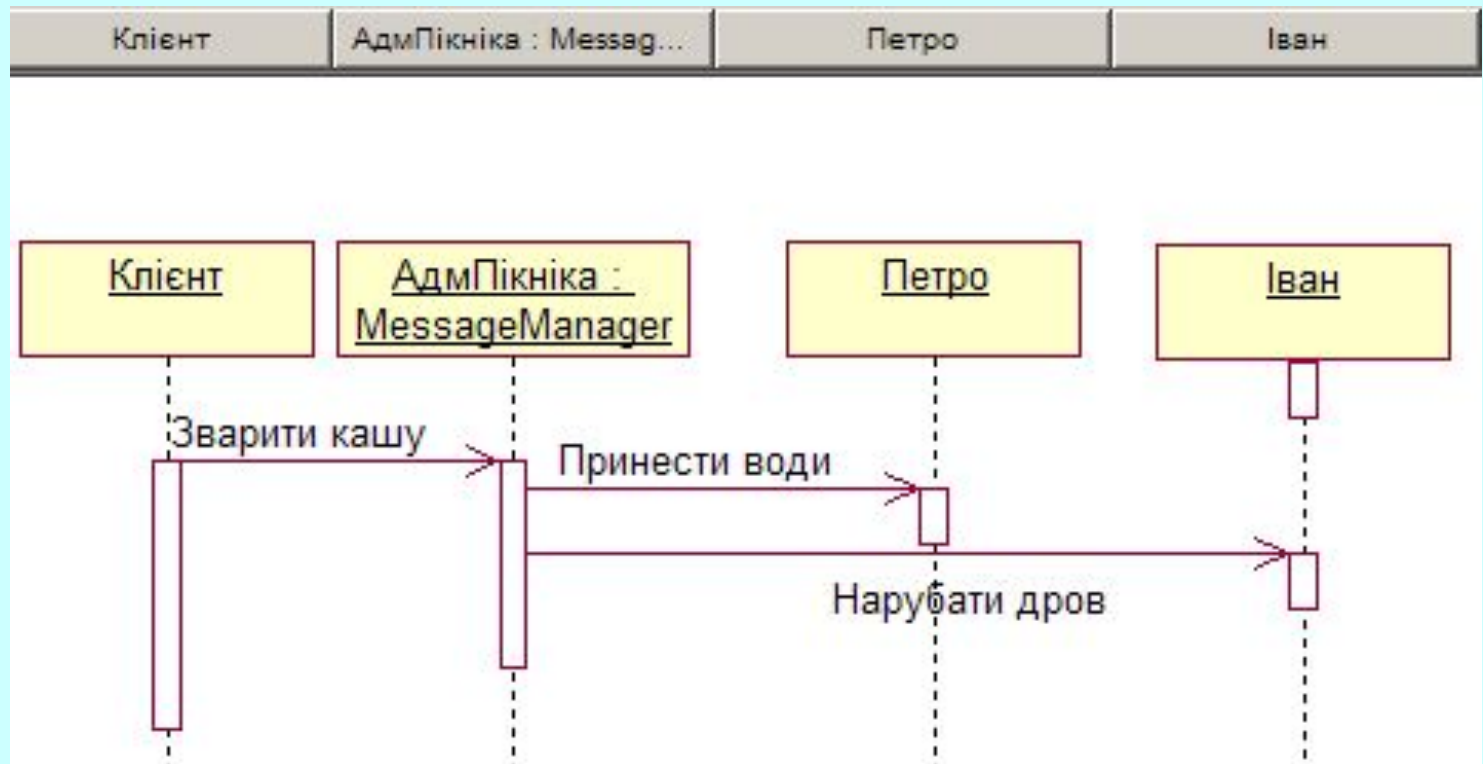 Клієнт
АдмПікніка : Messag...
Петро
Іван
Клієнт
АдмПікніка :
MessageManager
Петро
Іван
Зварити кашу
Принести води
Нарубати дров